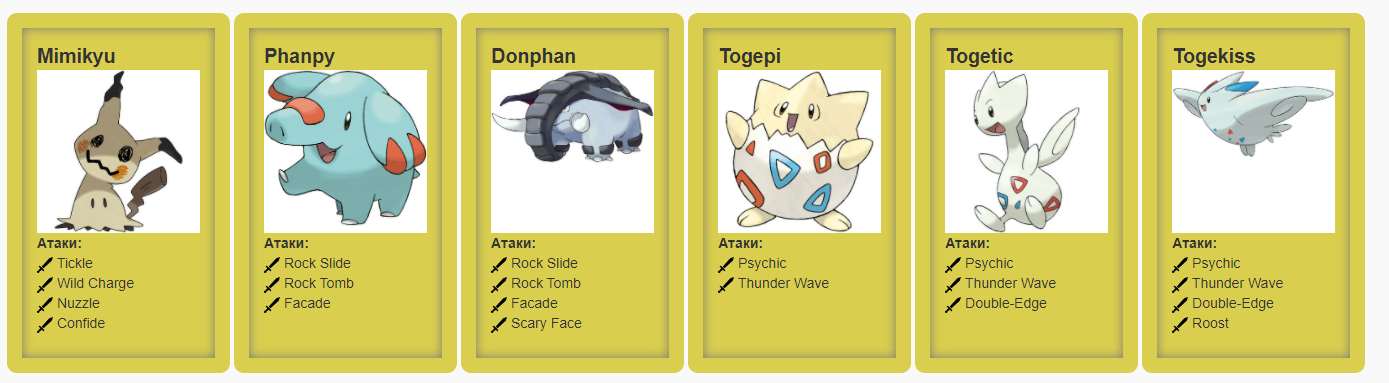 Mimikyu
Атаки:
Tickle
Wild Charge
Nuzzle
Confide
Phanpy
Атаки:
Rock Slide
Rock Tomb
Facade
Donphan
Атаки:
Rock Slide
Rock Tomb
Facade
Scary Face
Togepi
Атаки:
Psychic
Thunder Wave
Togetic
Атаки:
Psychic
Thunder Wave
Double-Edge
Togekiss
Атаки:
Psychic
Thunder Wave
Double-Edge
Roost